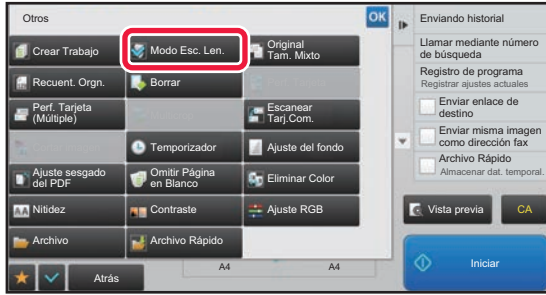 Otros
OK
Crear Trabajo
Modo Esc. Len.
Original
Tam. Mixto
Recuent. Orgn.
Borrar
Perf. Tarjeta
(Múltiple)
Escanear
Tarj.Com.
Temporizador
Ajuste del fondo
Ajuste sesgado
del PDF
Omitir Página
en Blanco
Eliminar Color
AA Nitidez
Contraste
Ajuste RGB
Archivo
Archivo Rápido
Atrás
A4
A4
Enviando historial
Llamar mediante número
de búsqueda
Registro de programa
Registrar ajustes actuales
Enviar enlace de
destino
Enviar misma imagen
como dirección fax
Archivo Rápido
Almacenar dat. temporal.
Vista previa
CA
Iniciar